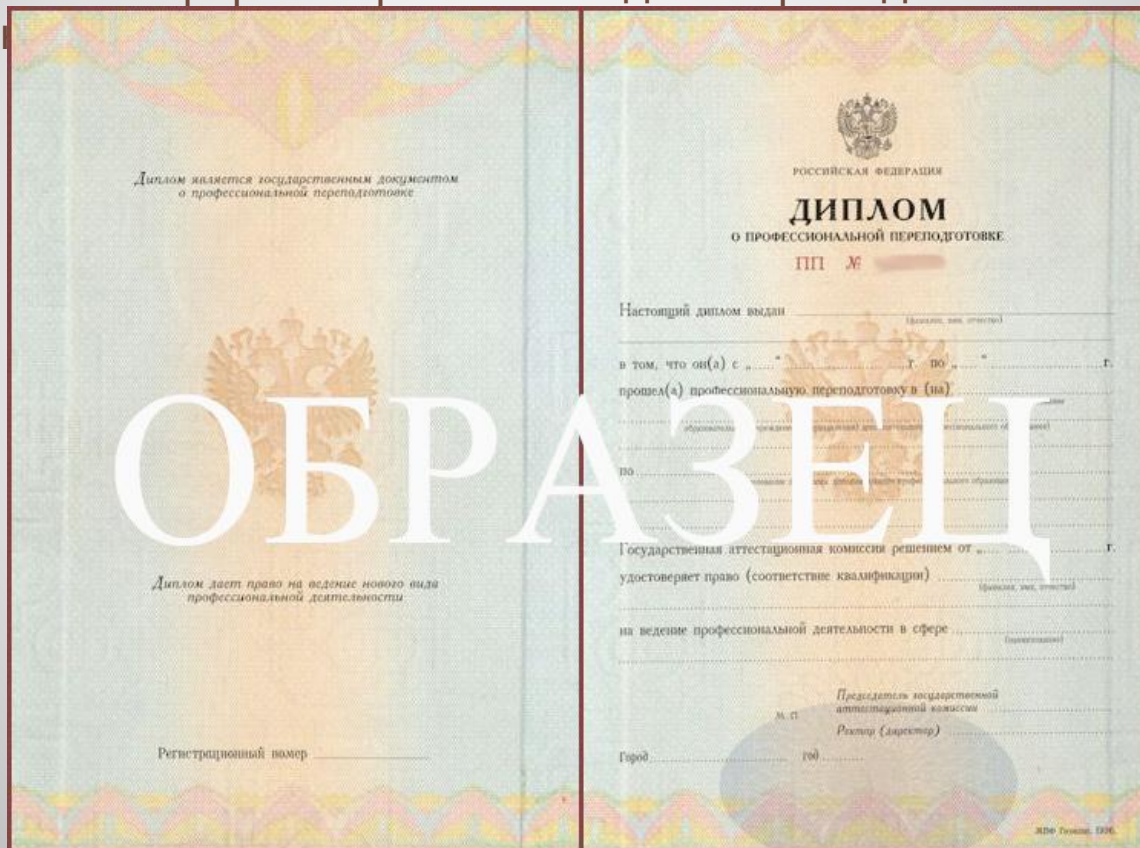 Диплом является государственным документом
о профессиональной переподготовке
Диплом дает право на ведение нового вида
профессиональной деятельности
Регистрационный номер
РОССИЙСКАЯ ФЕДЕРАЦИЯ
ДИПЛОМ
О ПРОФЕССИОНАЛЬНОЙ ПЕРЕПОДГОТОВКЕ
ПП №
Настоящий диплом выдан
(фамилия, имя, отчество)
в том, что он(а) с „ “ г. по „ “ г.
прошел(а) профессиональную переподготовку в (на)
по
Государственная аттестационная комиссия решением от „ г.
удостоверяет право (соответствие квалификации)
(фамилия, имя, отчество)
на ведение профессиональной деятельности в сфере
Председатель государственной
аттестационной комиссии
М. П.
Ректор (директор)
Город год
ОБРАЗЕЦ